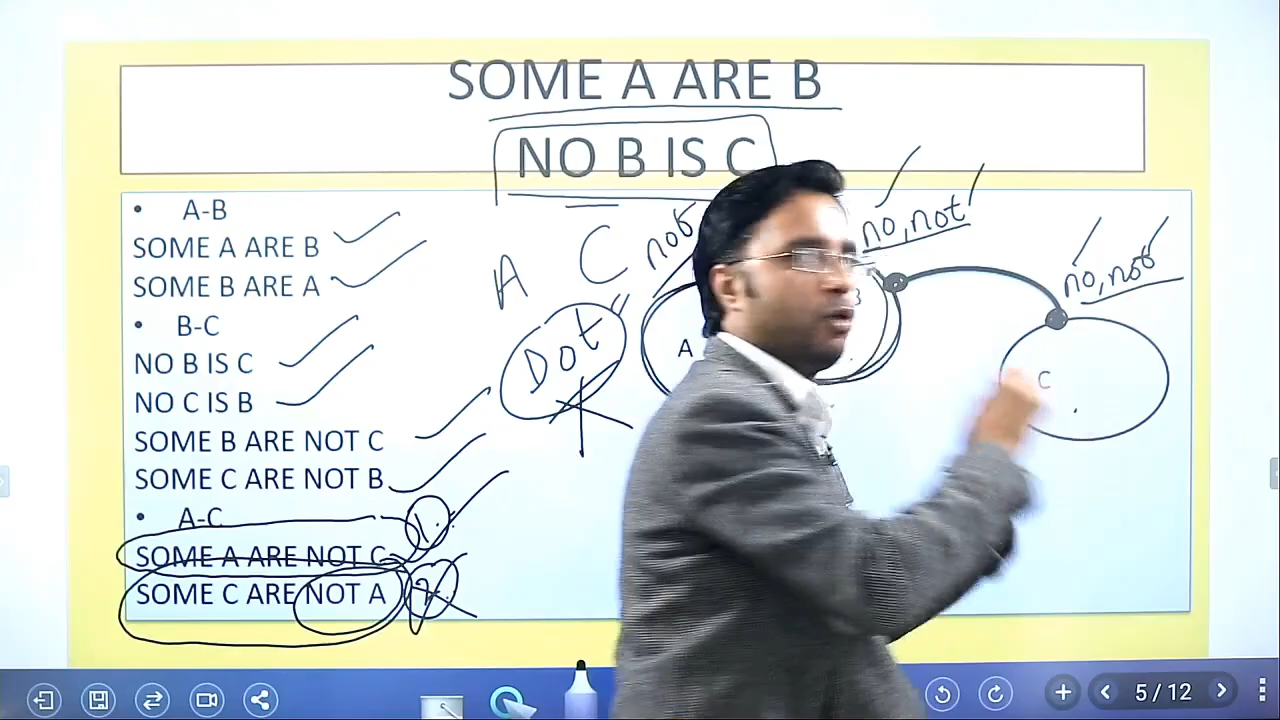 SOME A ARE B
NO B IS C
• A-B
SOME A ARE B
SOME B ARE A
• B-C
NO B IS C
NO C IS B
SOME B ARE NOT C
SOME C ARE NOT B
• A-C
SOME A ARE NOT C
SOME C ARE NOT A
1.
A C
Dot
not
no, not
no, not
A
B
C
5 / 12